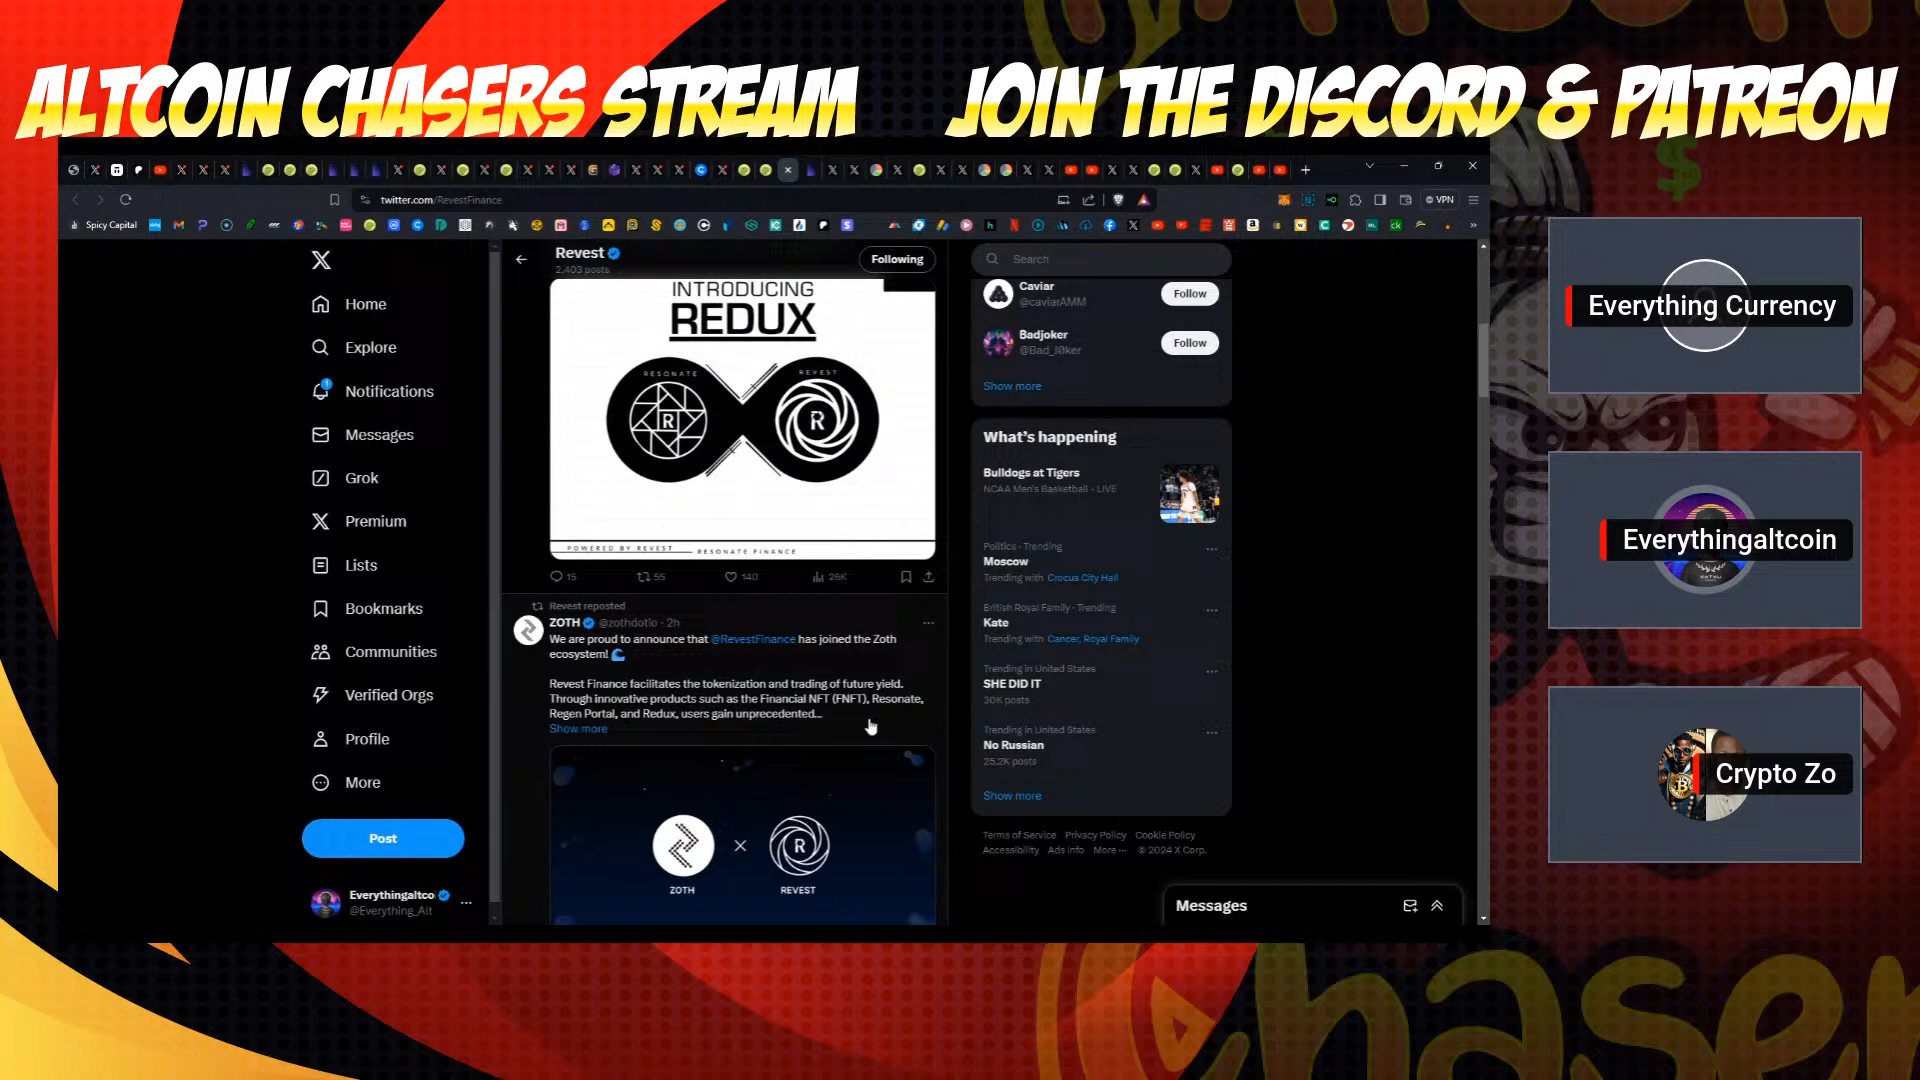 ALTCOIN CHASERS STREAM
JOIN THE DISCORD & PATREON
twitter.com/RevestFinance
VPN
Spicy Capital
Home
Explore
Notifications
Messages
Grok
Premium
Lists
Bookmarks
Communities
Verified Orgs
Profile
More
Post
Everythingaltcoi
@Everything_Alt
Revest
2,403 posts
Following
INTRODUCING
REDUX
RESONATE
REVEST
R
R
POWERED BY REVEST
RESONATE FINANCE
15
55
140
26K
Revest reposted
ZOTH @zothdotio · 2h
We are proud to announce that @RevestFinance has joined the Zoth
ecosystem!
Revest Finance facilitates the tokenization and trading of future yield.
Through innovative products such as the Financial NFT (FNFT), Resonate,
Regen Portal, and Redux, users gain unprecedented...
Show more
R
ZOTH
REVEST
Search
Caviar
@caviarAMM
Follow
Badjoker
@Bad_J0ker
Follow
Show more
What's happening
Bulldogs at Tigers
NCAA Men's Basketball · LIVE
Politics · Trending
Moscow
Trending with Crocus City Hall
British Royal Family · Trending
Kate
Trending with Cancer, Royal Family
Trending in United States
SHE DID IT
30K posts
Trending in United States
No Russian
25.2K posts
Show more
Terms of Service Privacy Policy Cookie Policy
Accessibility Ads info More ··· © 2024 X Corp.
Messages
Everything Currency
Everythingaltcoin
Crypto Zo